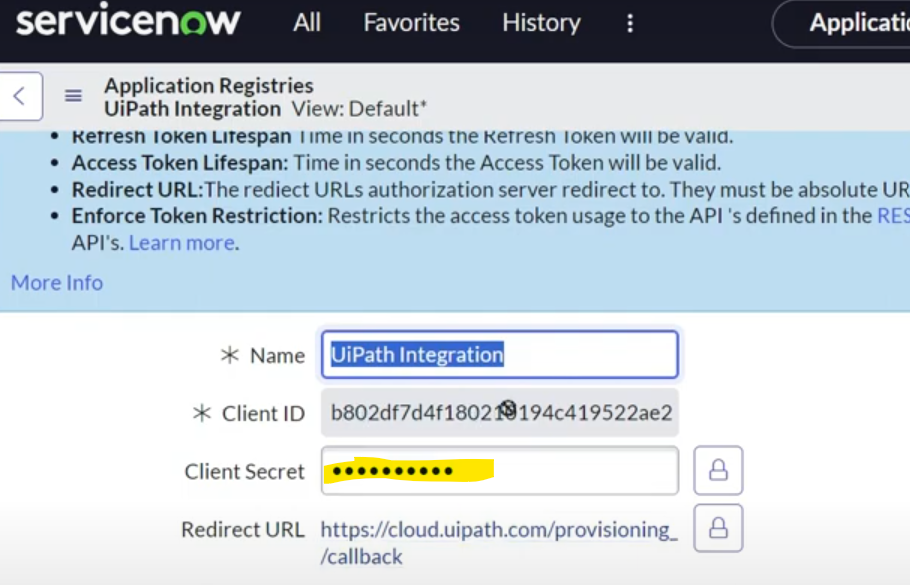 servicenow All Favorites History
Applicatio
Application Registries
UiPath Integration View: Default*
• Refresh Token Lifespan Time in seconds the Refresh Token will be valid.
• Access Token Lifespan: Time in seconds the Access Token will be valid.
• Redirect URL:The rediect URLs authorization server redirect to. They must be absolute UR
• Enforce Token Restriction: Restricts the access token usage to the API 's defined in the RES
API's. Learn more.
More Info
Name UiPath Integration
Client ID
Client Secret ••••••••••
Redirect URL https://cloud.uipath.com/provisioning_
/callback